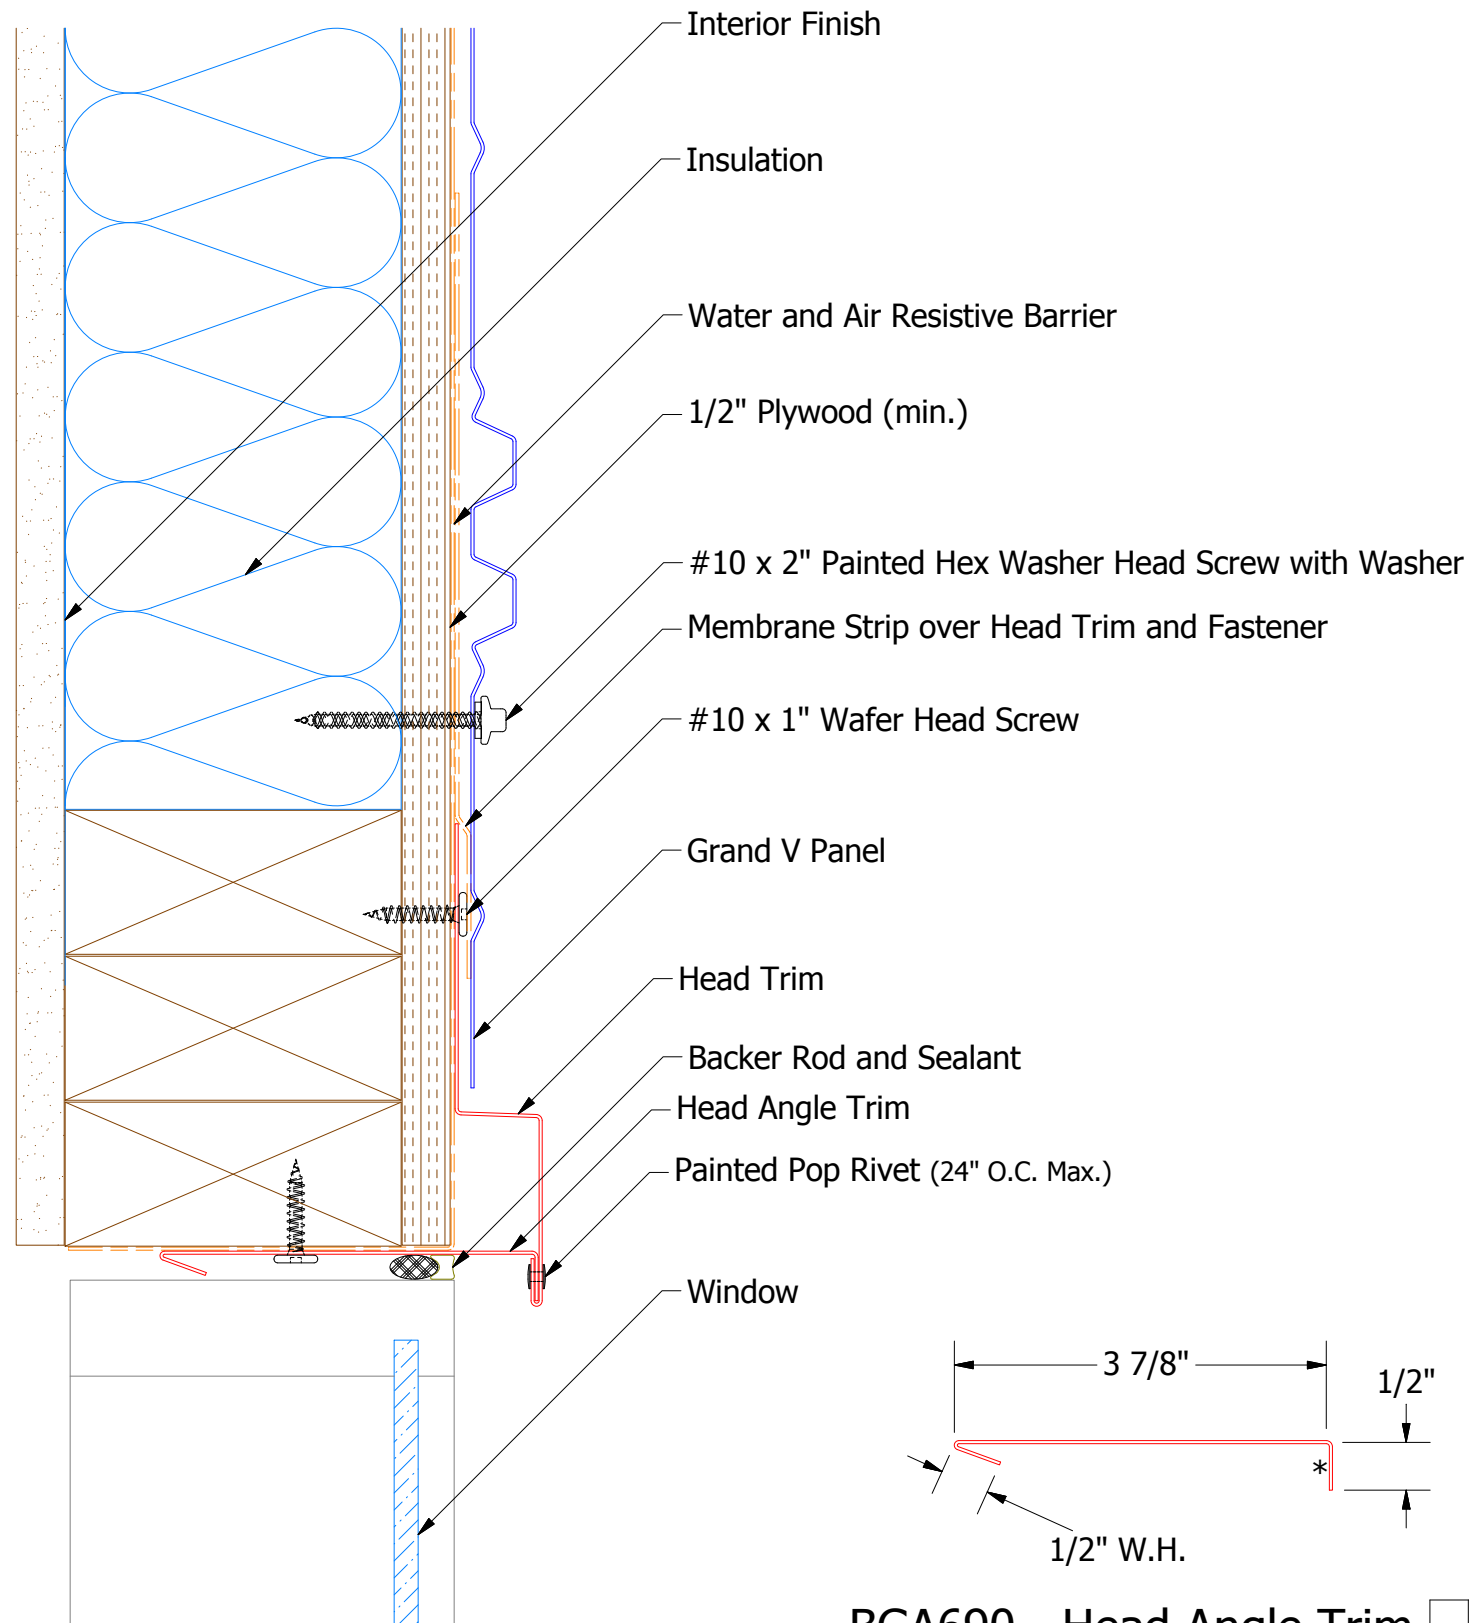 Interior Finish
Insulation
Water and Air Resistive Barrier
1/2" Plywood (min.)
#10 x 2" Painted Hex Washer Head Screw with Washer
Membrane Strip over Head Trim and Fastener
#10 x 1" Wafer Head Screw
Grand V Panel
Head Trim
Backer Rod and Sealant
Head Angle Trim
Painted Pop Rivet (24" O.C. Max.)
Window
3 7/8"
1/2"
*
1/2" W.H.
Head Angle Trim